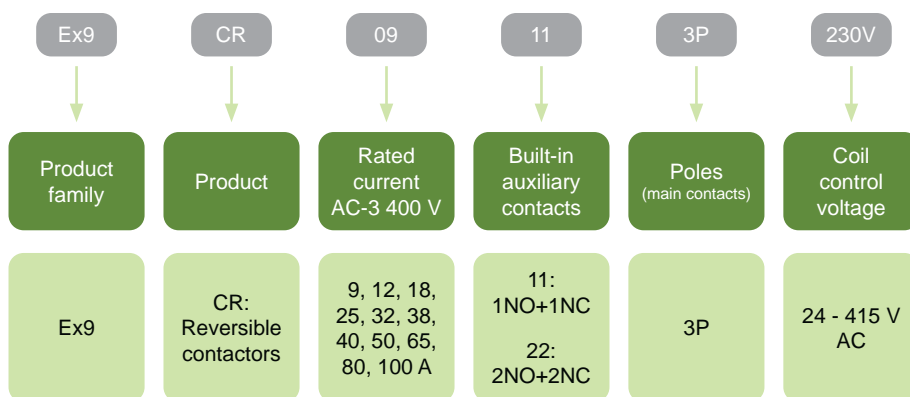 Ex9
CR
09
11
3P
230V
Product
family
Product
Rated
current
AC-3 400 V
Built-in
auxiliary
contacts
Poles
(main contacts)
Coil
control
voltage
Ex9
CR:
Reversible
contactors
9, 12, 18,
25, 32, 38,
40, 50, 65,
80, 100 A
11:
1NO+1NC
22:
2NO+2NC
3P
24 - 415 V
AC